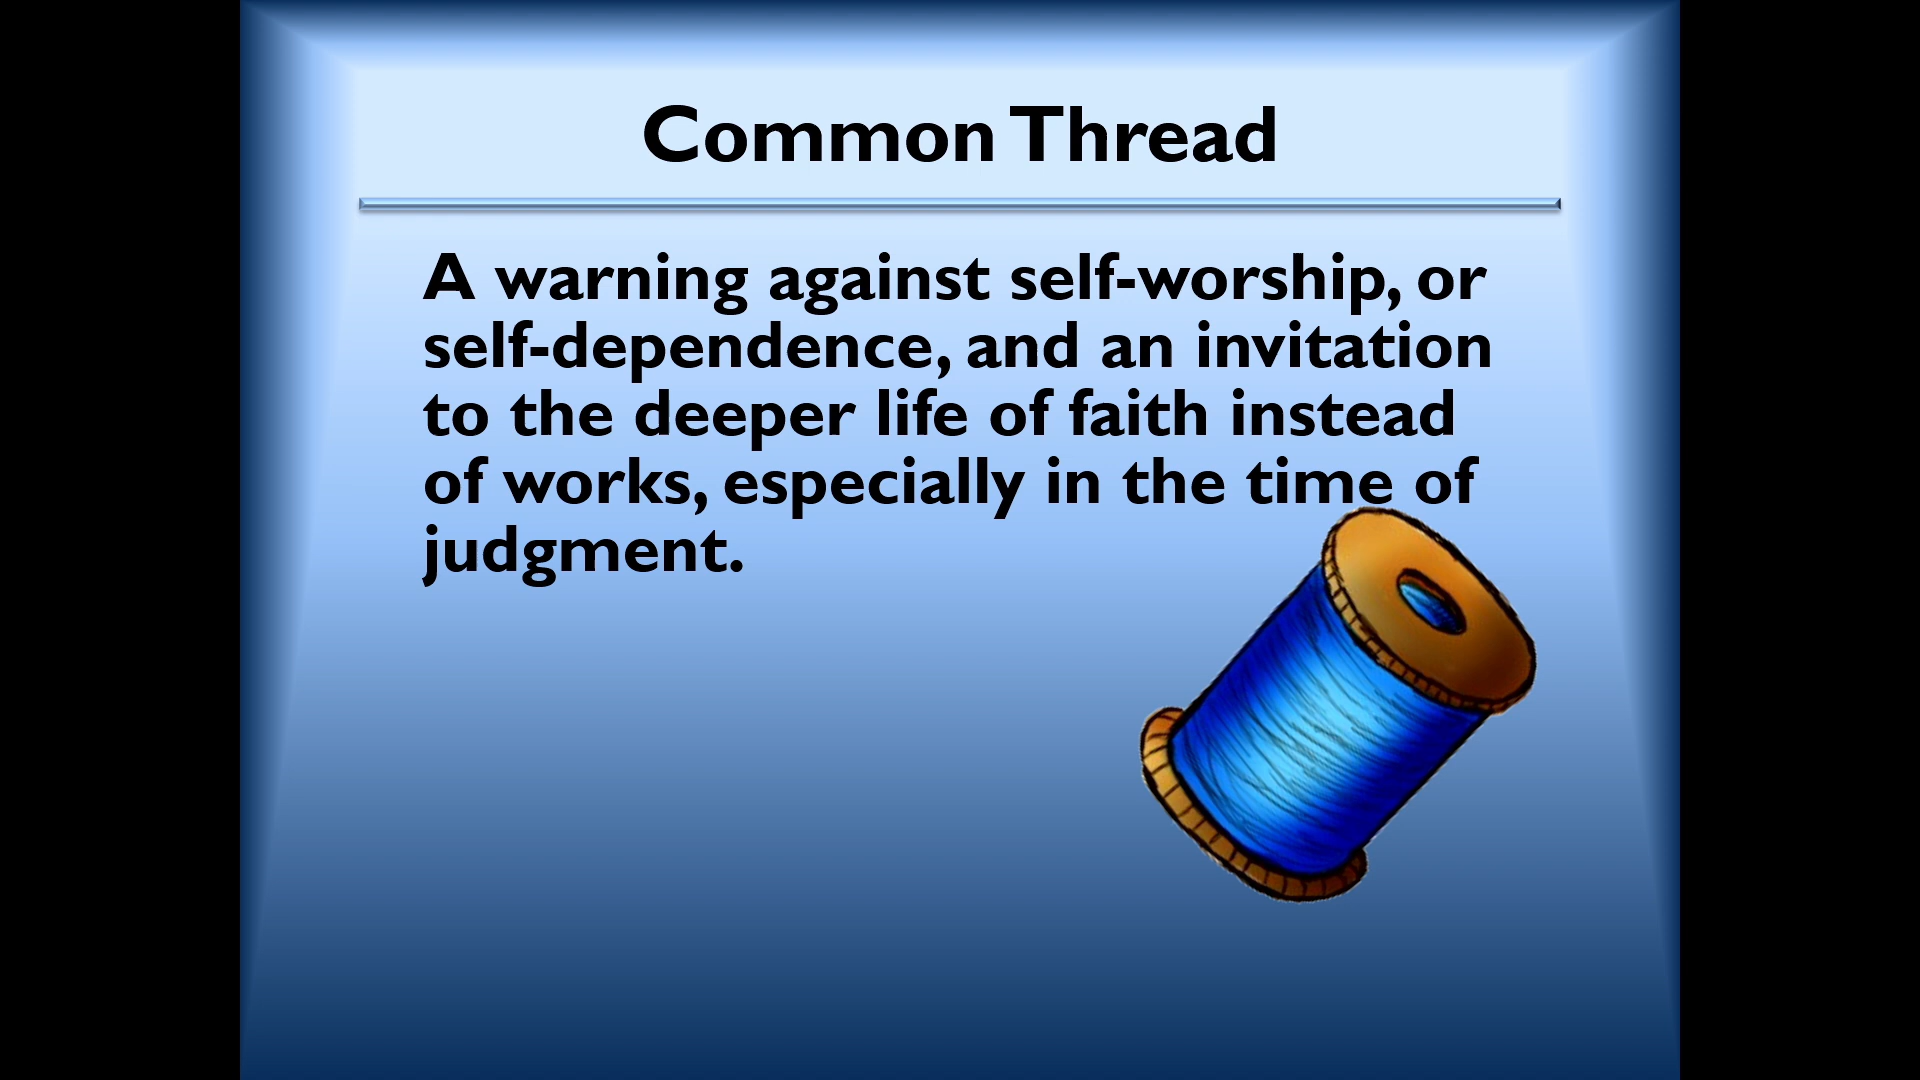 Common Thread
A warning against self-worship, or
self-dependence, and an invitation
to the deeper life of faith instead
of works, especially in the time of
judgment.